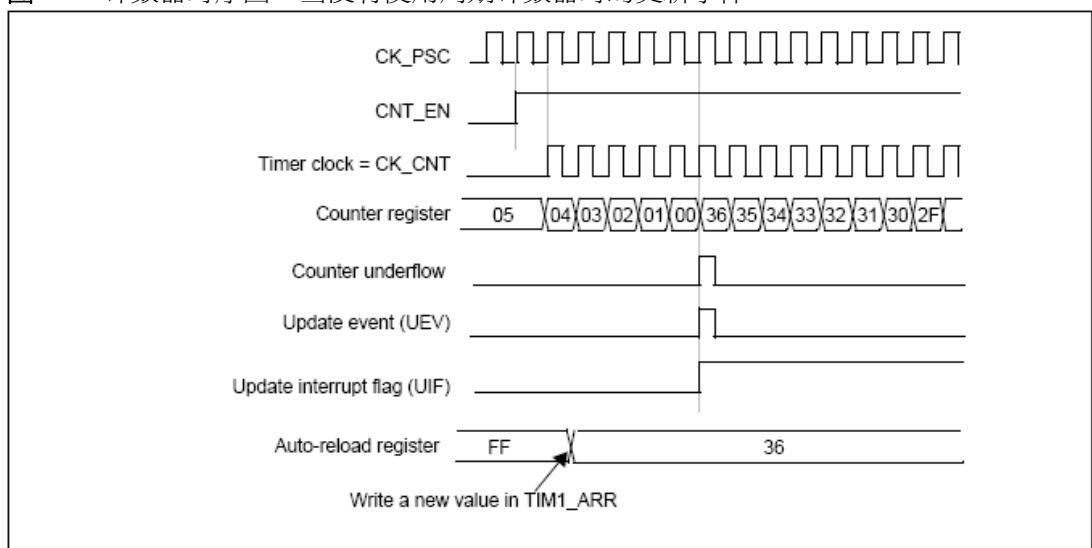 CK_PSC
CNT_EN
Timer clock = CK_CNT
Counter register 05 04 03 02 01 00 36 35 34 33 32 31 30 2F
Counter underflow
Update event (UEV)
Update interrupt flag (UIF)
Auto-reload register FF 36
Write a new value in TIM1_ARR